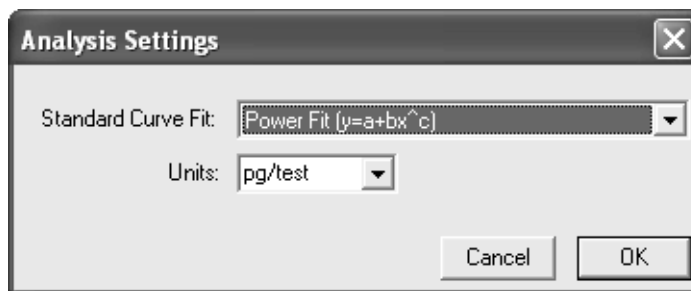 Analysis Settings
Standard Curve Fit: Power Fit (y=a+bx^c)
Units: pg/test
Cancel OK